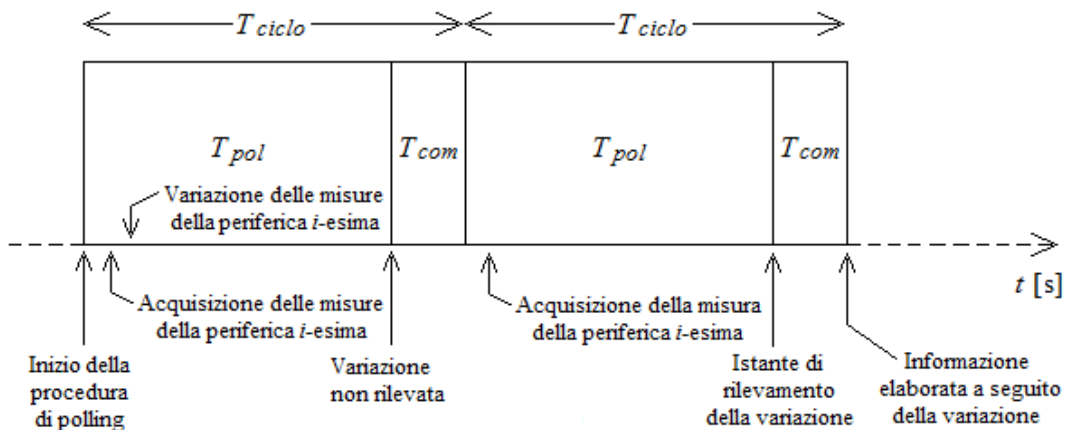 T ciclo
T ciclo
T pol
T com
T pol
T com
Variazione delle misure
della periferica i-esima
t [s]
Acquisizione delle misure
della periferica i-esima
Acquisizione della misura
della periferica i-esima
Inizio della
procedura
di polling
Variazione
non rilevata
Istante di
rilevamento
della variazione
Informazione
elaborata a seguito
della variazione